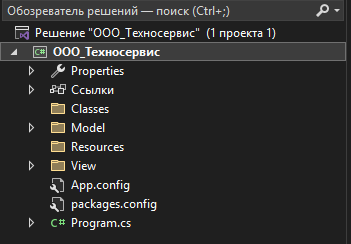 Обозреватель решений — поиск (Ctrl+;)
Решение "ООО_Техносервис" (1 проекта 1)
C# ООО_Техносервис
Properties
Ссылки
Classes
Model
Resources
View
App.config
packages.config
C# Program.cs